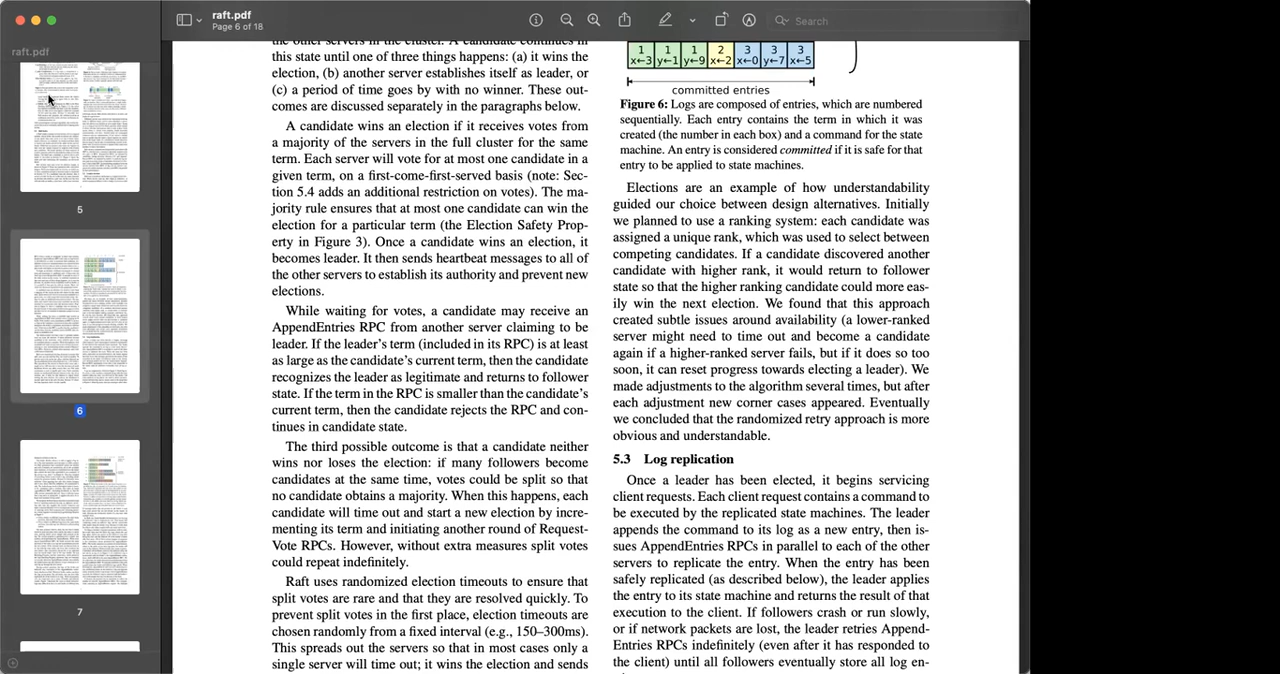 raft.pdf
Page 6 of 18
Search
raft.pdf
5
6
7
this state until one of three things happens: (a) it wins the
election, (b) another server establishes itself as leader, or
(c) a period of time goes by with no winner. These out-
comes are discussed separately in the paragraphs below.
A candidate wins an election if it receives votes from
a majority of the servers in the full cluster for the same
term. Each server will vote for at most one candidate in a
given term, on a first-come-first-served basis (note: Sec-
tion 5.4 adds an additional restriction on votes). The ma-
jority rule ensures that at most one candidate can win the
election for a particular term (the Election Safety Prop-
erty in Figure 3). Once a candidate wins an election, it
becomes leader. It then sends heartbeat messages to all of
the other servers to establish its authority and prevent new
elections.
While waiting for votes, a candidate may receive an
AppendEntries RPC from another server claiming to be
leader. If the leader's term (included in its RPC) is at least
as large as the candidate's current term, then the candidate
recognizes the leader as legitimate and returns to follower
state. If the term in the RPC is smaller than the candidate's
current term, then the candidate rejects the RPC and con-
tinues in candidate state.
The third possible outcome is that a candidate neither
wins nor loses the election: if many followers become
candidates at the same time, votes could be split so that
no candidate obtains a majority. When this happens, each
candidate will time out and start a new election by incre-
menting its term and initiating another round of Request-
Vote RPCs. However, without extra measures split votes
could repeat indefinitely.
Raft uses randomized election timeouts to ensure that
split votes are rare and that they are resolved quickly. To
prevent split votes in the first place, election timeouts are
chosen randomly from a fixed interval (e.g., 150–300ms).
This spreads out the servers so that in most cases only a
single server will time out; it wins the election and sends
1 1 1 2 3 3 3
x←3 y←1 y←9 x←2 x←0 y←7 x←5
committed entries
Figure 6: Logs are composed of entries, which are numbered
sequentially. Each entry contains the term in which it was
created (the number in each box) and a command for the state
machine. An entry is considered committed if it is safe for that
entry to be applied to state machines.
Elections are an example of how understandability
guided our choice between design alternatives. Initially
we planned to use a ranking system: each candidate was
assigned a unique rank, which was used to select between
competing candidates. If a candidate discovered another
candidate with higher rank, it would return to follower
state so that the higher ranking candidate could more eas-
ily win the next election. We found that this approach
created subtle issues around availability (a lower-ranked
server might need to time out and become a candidate
again if a higher-ranked server fails, but if it does so too
soon, it can reset progress towards electing a leader). We
made adjustments to the algorithm several times, but after
each adjustment new corner cases appeared. Eventually
we concluded that the randomized retry approach is more
obvious and understandable.
5.3 Log replication
Once a leader has been elected, it begins servicing
client requests. Each client request contains a command to
be executed by the replicated state machines. The leader
appends the command to its log as a new entry, then is-
sues AppendEntries RPCs in parallel to each of the other
servers to replicate the entry. When the entry has been
safely replicated (as described below), the leader applies
the entry to its state machine and returns the result of that
execution to the client. If followers crash or run slowly,
or if network packets are lost, the leader retries Append-
Entries RPCs indefinitely (even after it has responded to
the client) until all followers eventually store all log en-